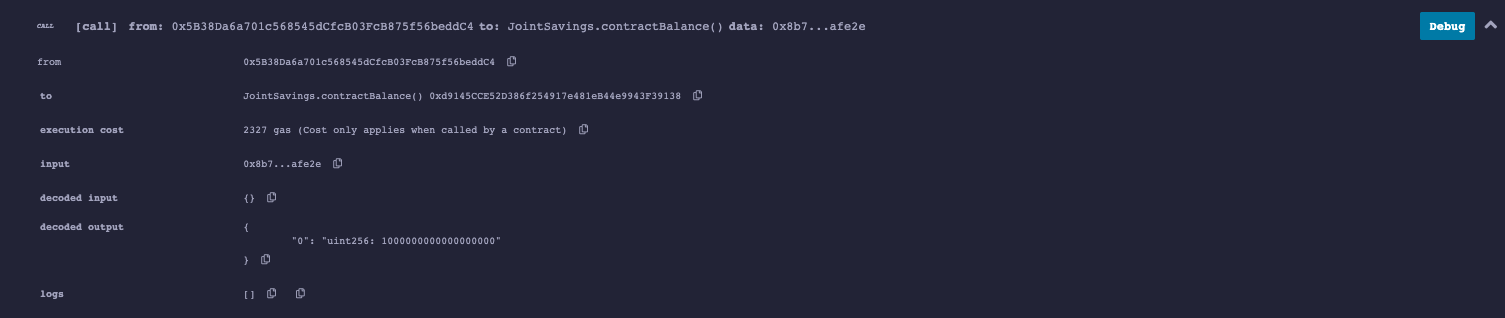 CALL [call] from: 0x5B38Da6a701c568545dCfcB03FcB875f56beddC4 to: JointSavings.contractBalance() data: 0x8b7...afe2e Debug
from 0x5B38Da6a701c568545dCfcB03FcB875f56beddC4
to JointSavings.contractBalance() 0xd9145CCE52D386f254917e481eB44e9943F39138
execution cost 2327 gas (Cost only applies when called by a contract)
input 0x8b7...afe2e
decoded input {}
decoded output {
"0": "uint256: 1000000000000000000"
}
logs []